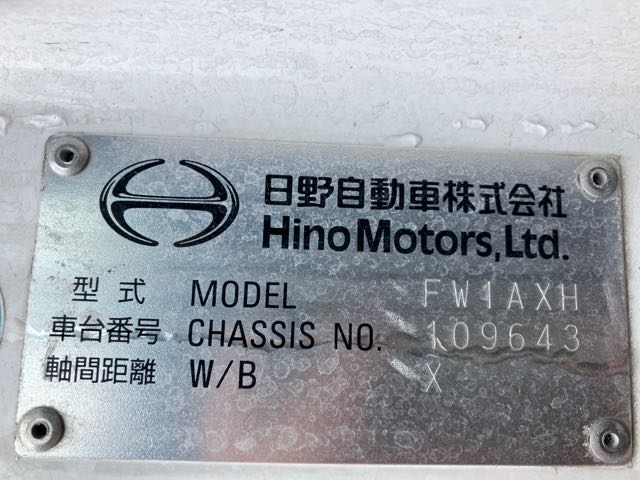 日野自動車株式会社
Hino Motors, Ltd.
型式 MODEL FW1AXH
車台番号 CHASSIS NO. 109643
軸間距離 W/B X